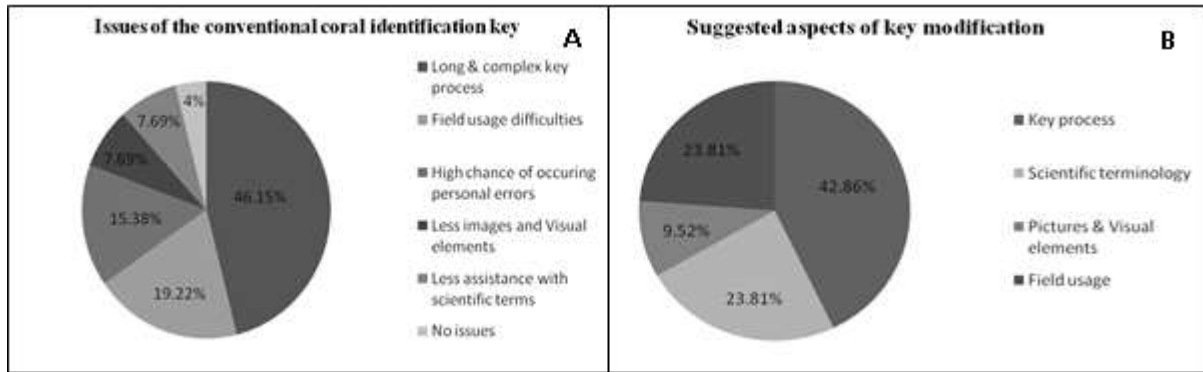 Issues of the conventional coral identification key
A
4%
7.69%
7.69%
15.38%
19.22%
46.15%
Long & complex key
process
Field usage difficulties
High chance of occuring
personal errors
Less images and Visual
elements
Less assistance with
scientific terms
No issues
Suggested aspects of key modification
B
23.81%
42.86%
9.52%
23.81%
Key process
Scientific terminology
Pictures & Visual
elements
Field usage